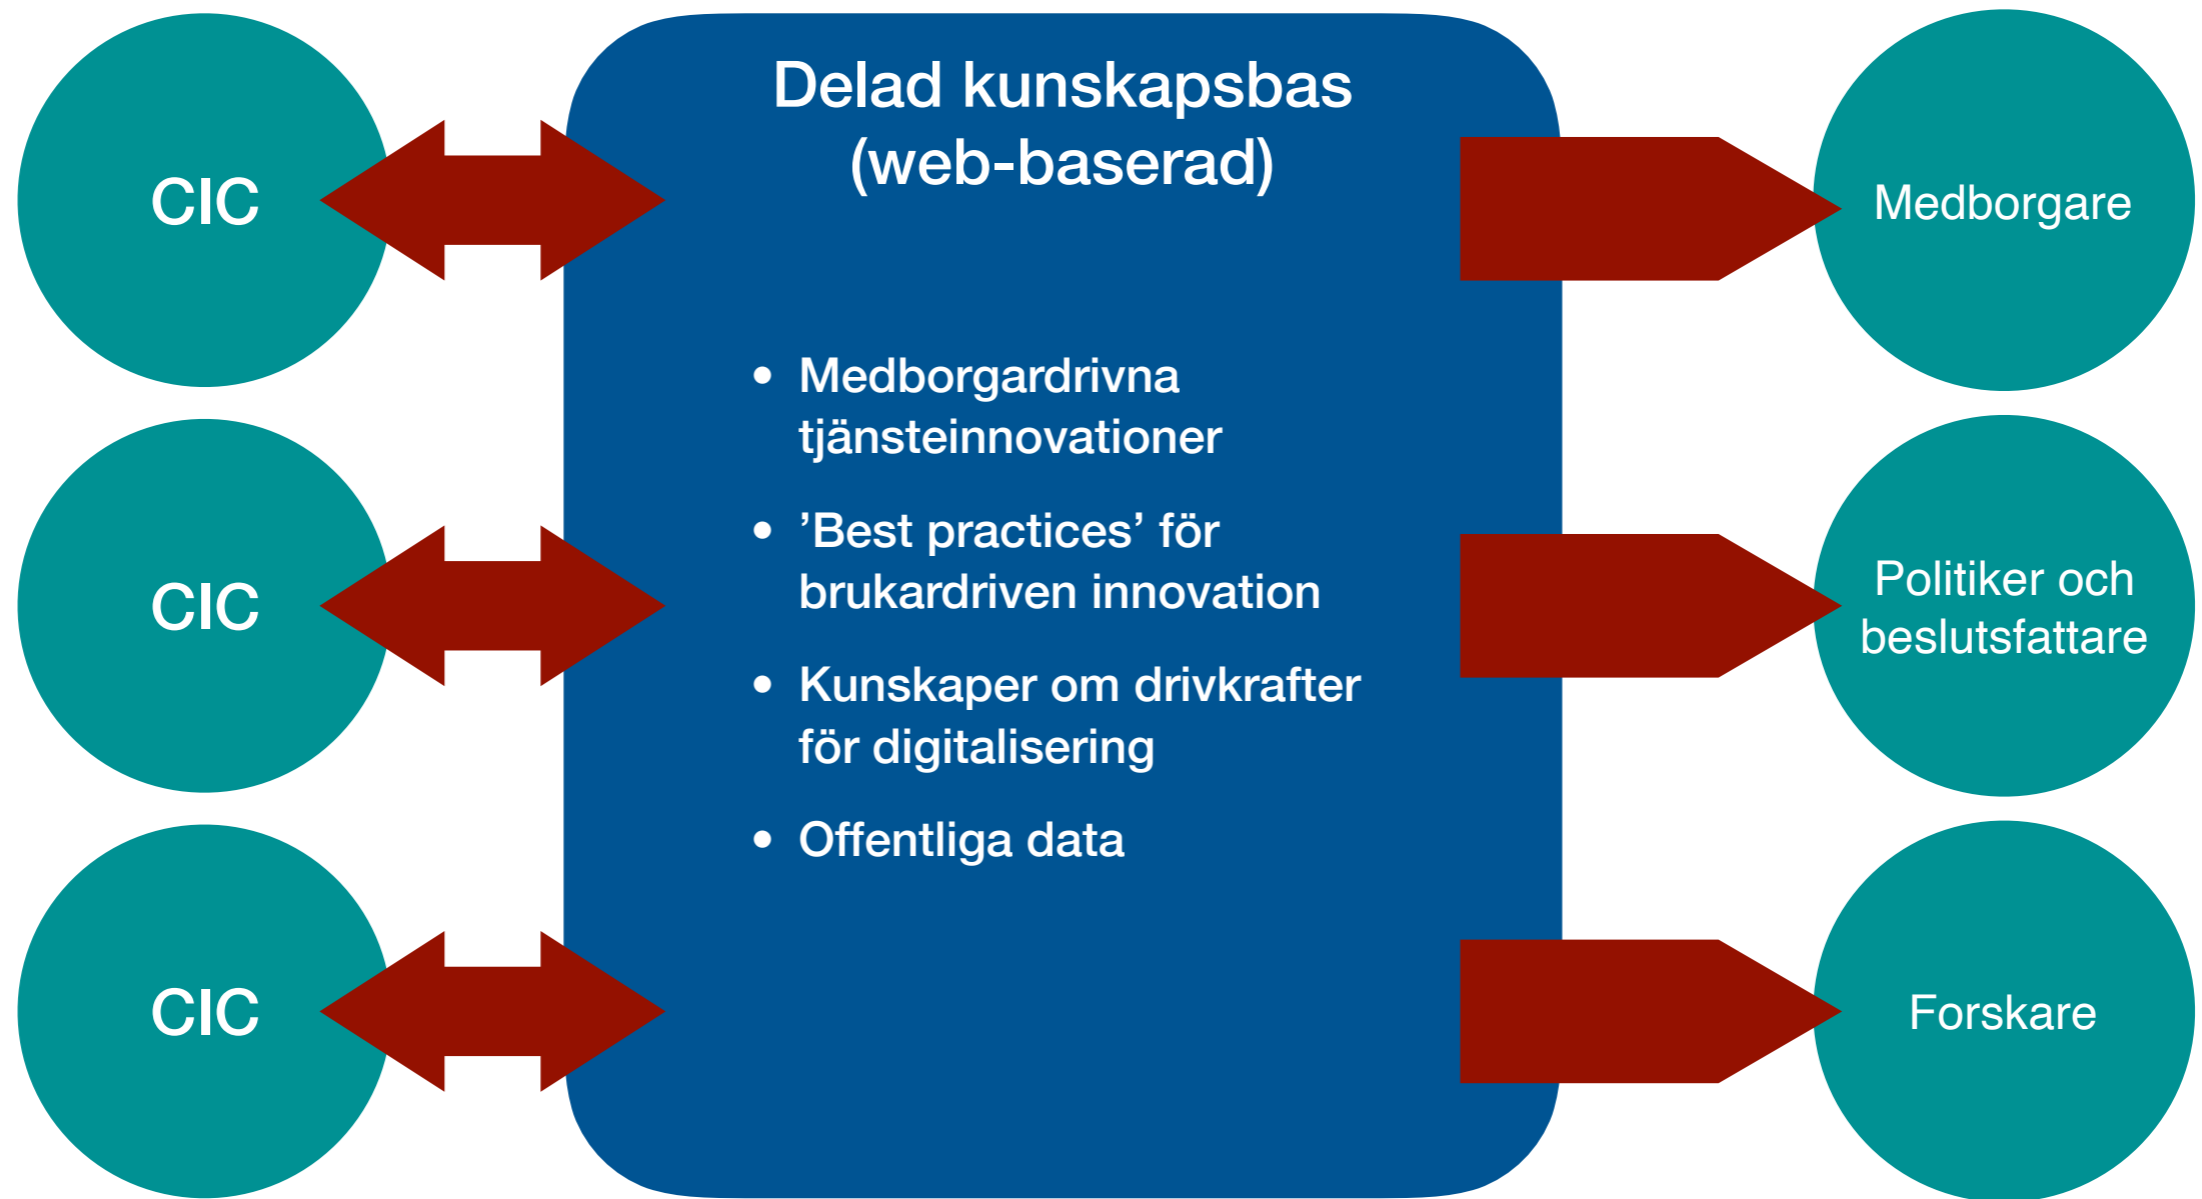 CIC
CIC
CIC
Delad kunskapsbas
(web-baserad)
• Medborgardrivna
tjänsteinnovationer
• ’Best practices’ för
brukardriven innovation
• Kunskaper om drivkrafter
för digitalisering
• Offentliga data
Medborgare
Politiker och
beslutsfattare
Forskare